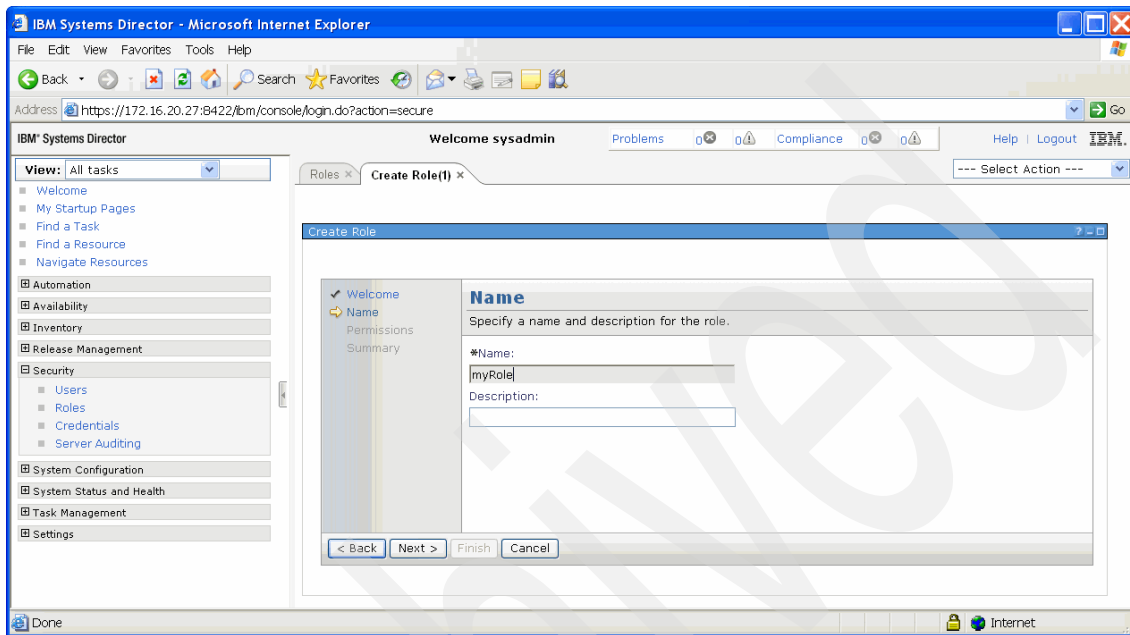 IBM Systems Director - Microsoft Internet Explorer
File Edit View Favorites Tools Help
Back Search Favorites
Address https://172.16.20.27:8422/ibm/console/login.do?action=secure Go
IBM® Systems Director Welcome sysadmin Problems 0 0 Compliance 0 0 Help | Logout IBM.
View: All tasks
Roles × Create Role(1) × --- Select Action ---
Welcome
My Startup Pages
Find a Task
Find a Resource
Navigate Resources
Automation
Availability
Inventory
Release Management
Security
Users
Roles
Credentials
Server Auditing
System Configuration
System Status and Health
Task Management
Settings
Create Role
Welcome
Name
Permissions
Summary
Name
Specify a name and description for the role.
*Name:
myRole
Description:
< Back Next > Finish Cancel
Done Internet